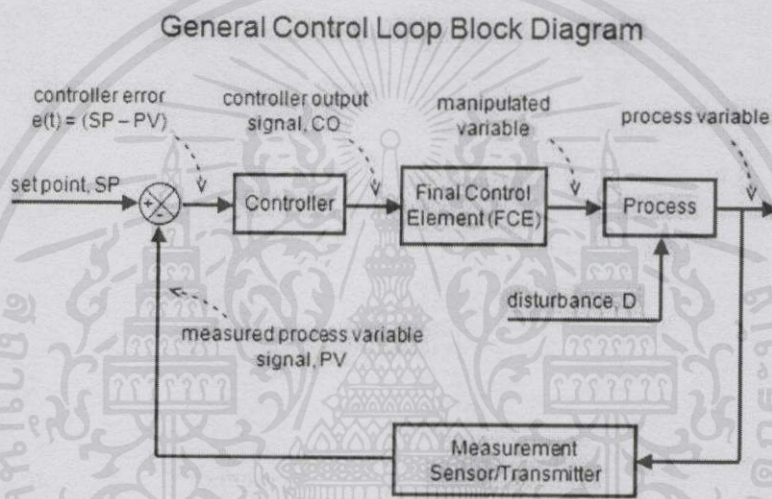 General Control Loop Block Diagram
controller error
e(t) = (SP – PV)
controller output
signal, CO
manipulated
variable
process variable
set point, SP
+
-
Controller
Final Control
Element (FCE)
Process
disturbance, D
measured process variable
signal, PV
Measurement
Sensor/Transmitter